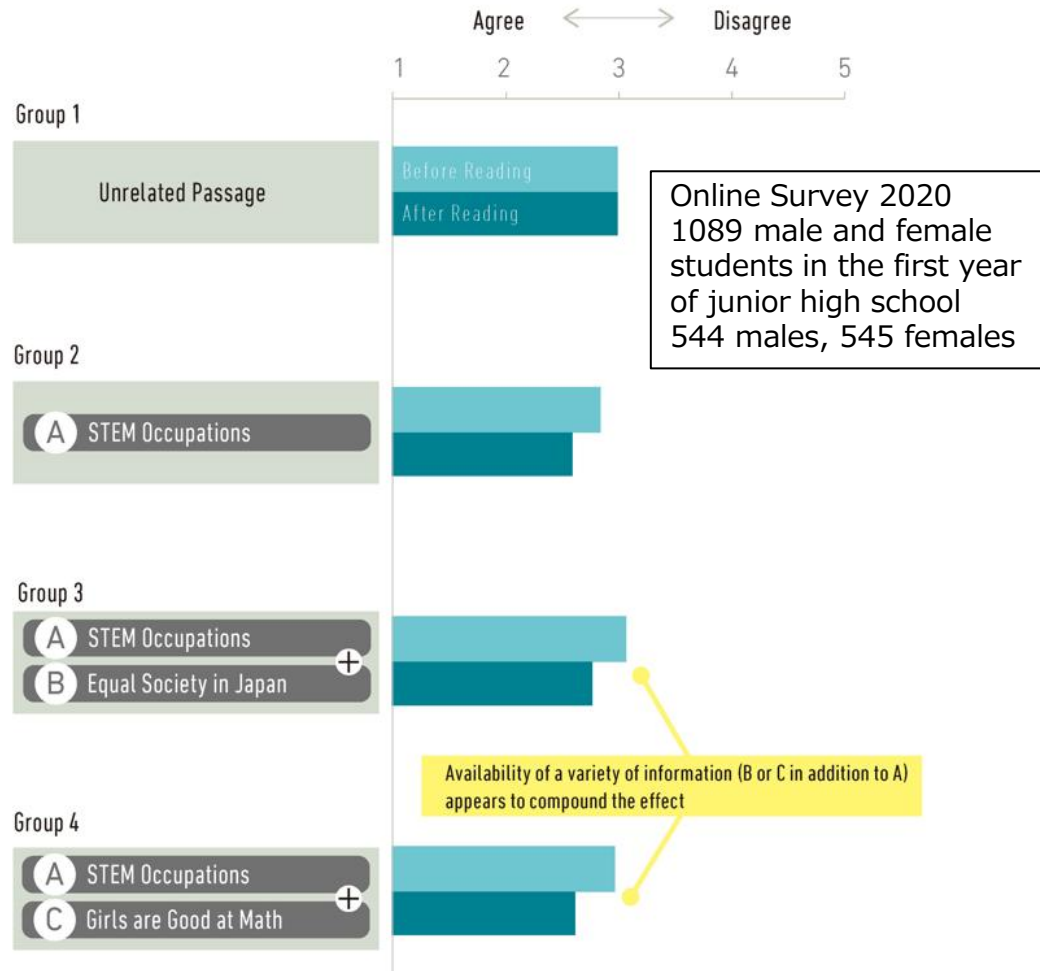 Agree Disagree
1 2 3 4 5
Group 1
Unrelated Passage
Before Reading
After Reading
Online Survey 2020
1089 male and female
students in the first year
of junior high school
544 males, 545 females
Group 2
A STEM Occupations
Group 3
A STEM Occupations
+
B Equal Society in Japan
Availability of a variety of information (B or C in addition to A)
appears to compound the effect
Group 4
A STEM Occupations
+
C Girls are Good at Math